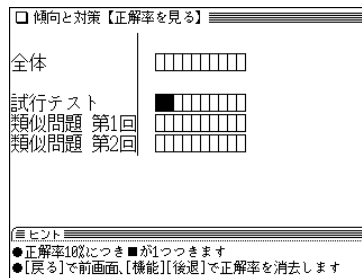 □ 傾向と対策【正解率を見る】
全体
試行テスト
類似問題 第1回
類似問題 第2回
ヒント
●正解率10%につき■が1つつきます
●[戻る]で前画面、[機能][後退]で正解率を消去します